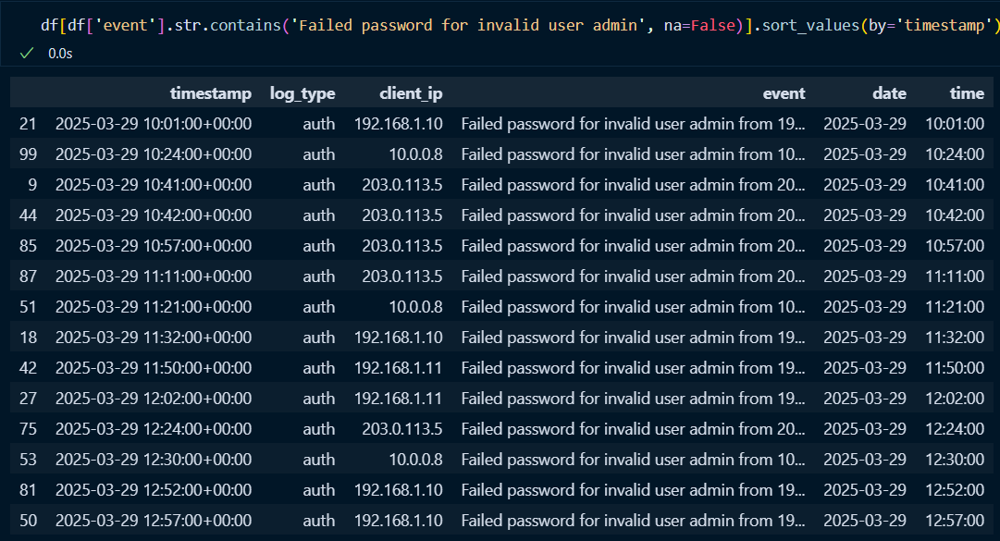 df[df['event'].str.contains('Failed password for invalid user admin', na=False)].sort_values(by='timestamp')
✓ 0.0s
timestamp log_type client_ip event date time
21 2025-03-29 10:01:00+00:00 auth 192.168.1.10 Failed password for invalid user admin from 19... 2025-03-29 10:01:00
99 2025-03-29 10:24:00+00:00 auth 10.0.0.8 Failed password for invalid user admin from 10... 2025-03-29 10:24:00
9 2025-03-29 10:41:00+00:00 auth 203.0.113.5 Failed password for invalid user admin from 20... 2025-03-29 10:41:00
44 2025-03-29 10:42:00+00:00 auth 203.0.113.5 Failed password for invalid user admin from 20... 2025-03-29 10:42:00
85 2025-03-29 10:57:00+00:00 auth 203.0.113.5 Failed password for invalid user admin from 20... 2025-03-29 10:57:00
87 2025-03-29 11:11:00+00:00 auth 203.0.113.5 Failed password for invalid user admin from 20... 2025-03-29 11:11:00
51 2025-03-29 11:21:00+00:00 auth 10.0.0.8 Failed password for invalid user admin from 10... 2025-03-29 11:21:00
18 2025-03-29 11:32:00+00:00 auth 192.168.1.10 Failed password for invalid user admin from 19... 2025-03-29 11:32:00
42 2025-03-29 11:50:00+00:00 auth 192.168.1.11 Failed password for invalid user admin from 19... 2025-03-29 11:50:00
27 2025-03-29 12:02:00+00:00 auth 192.168.1.11 Failed password for invalid user admin from 19... 2025-03-29 12:02:00
75 2025-03-29 12:24:00+00:00 auth 203.0.113.5 Failed password for invalid user admin from 20... 2025-03-29 12:24:00
53 2025-03-29 12:30:00+00:00 auth 10.0.0.8 Failed password for invalid user admin from 10... 2025-03-29 12:30:00
81 2025-03-29 12:52:00+00:00 auth 192.168.1.10 Failed password for invalid user admin from 19... 2025-03-29 12:52:00
50 2025-03-29 12:57:00+00:00 auth 192.168.1.10 Failed password for invalid user admin from 19... 2025-03-29 12:57:00